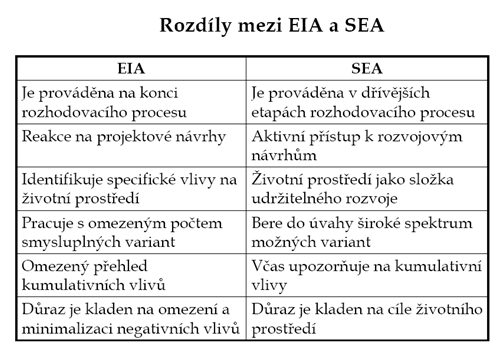 Rozdíly mezi EIA a SEA
EIA
SEA
Je prováděna na konci
rozhodovacího procesu
Je prováděna v dřívějších
etapách rozhodovacího procesu
Reakce na projektové návrhy
Aktivní přístup k rozvojovým
návrhům
Identifikuje specifické vlivy na
životní prostředí
Životní prostředí jako složka
udržitelného rozvoje
Pracuje s omezeným počtem
smysluplných variant
Bere do úvahy široké spektrum
možných variant
Omezený přehled
kumulativních vlivů
Včas upozorňuje na kumulativní
vlivy
Důraz je kladen na omezení a
minimalizaci negativních vlivů
Důraz je kladen na cíle životního
prostředí